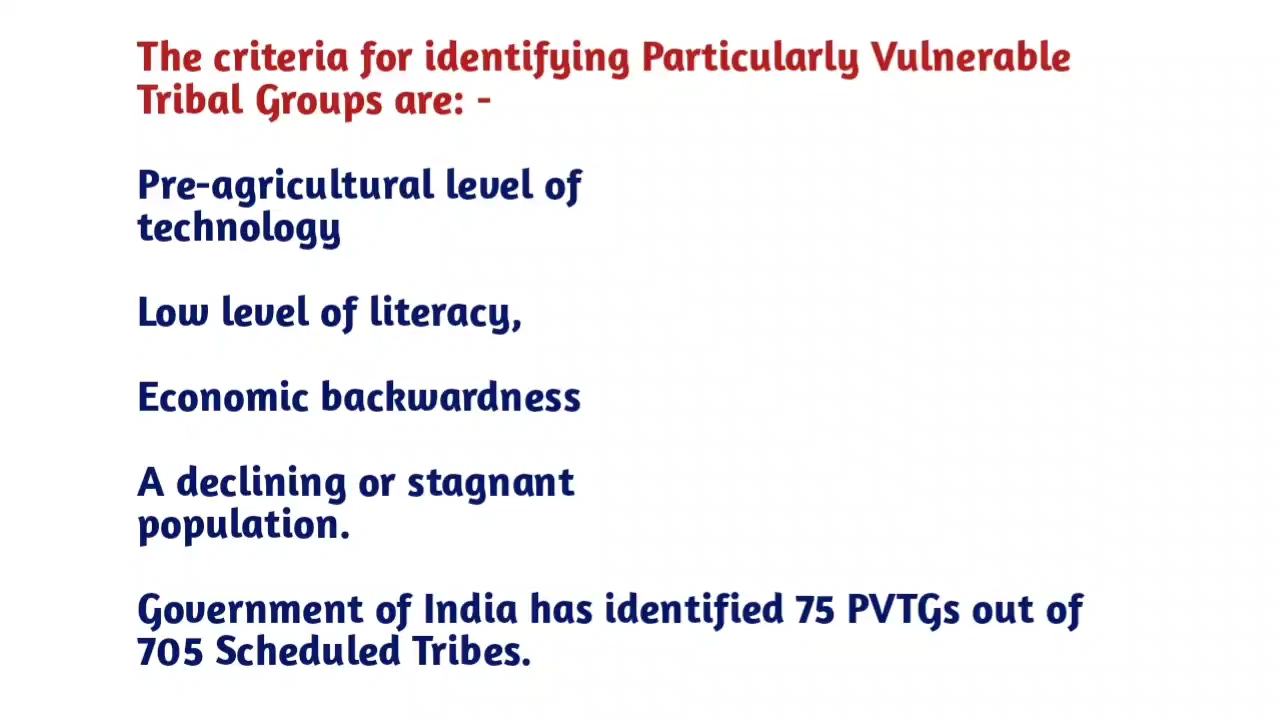 The criteria for identifying Particularly Vulnerable
Tribal Groups are: -
Pre-agricultural level of
technology
Low level of literacy,
Economic backwardness
A declining or stagnant
population.
Government of India has identified 75 PVTGs out of
705 Scheduled Tribes.